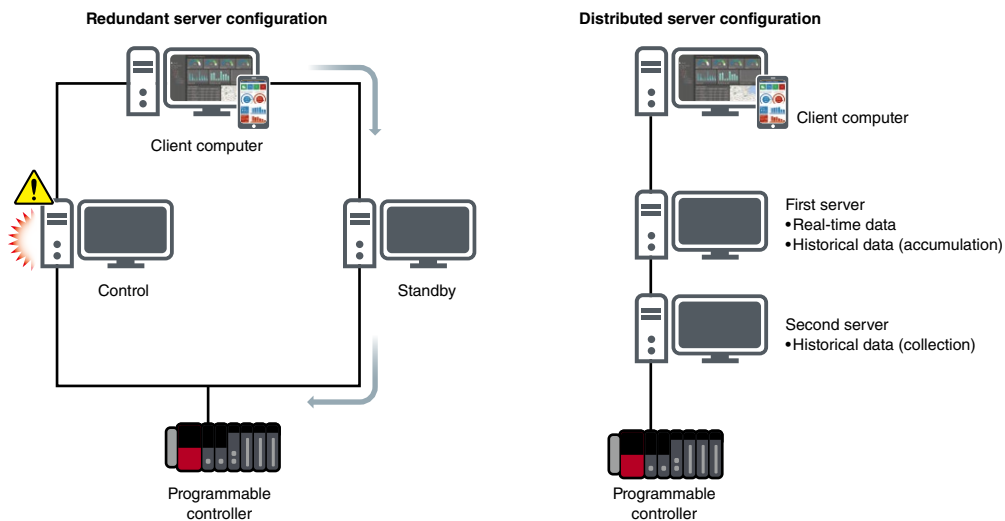 Redundant server configuration
Client computer
Control
Standby
Programmable
controller
Distributed server configuration
Client computer
First server
•Real-time data
•Historical data (accumulation)
Second server
•Historical data (collection)
Programmable
controller